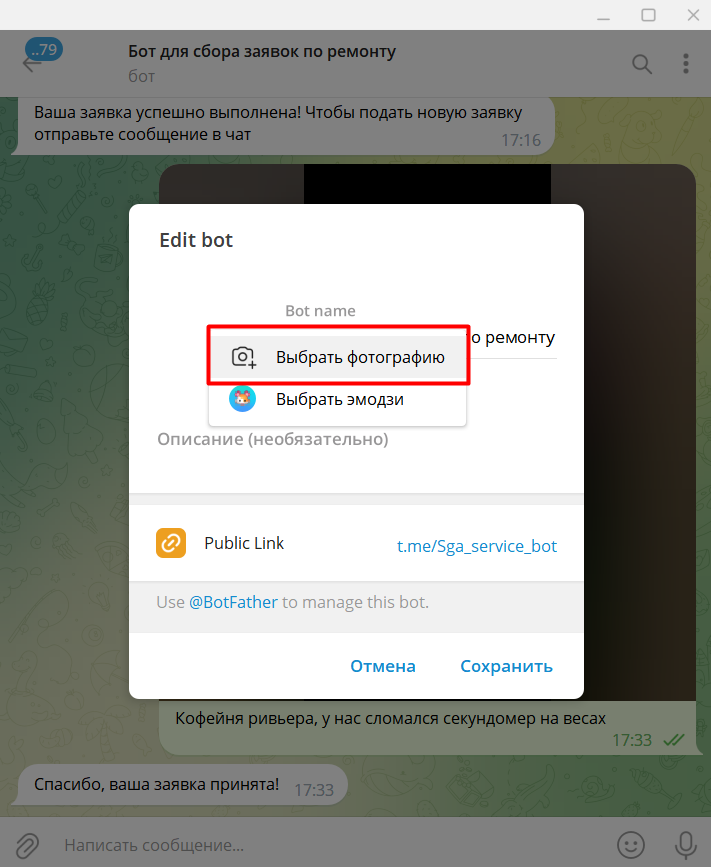 ..79
Бот для сбора заявок по ремонту
бот
Ваша заявка успешно выполнена! Чтобы подать новую заявку
отправьте сообщение в чат
17:16
Edit bot
Bot name
о ремонту
Выбрать фотографию
Выбрать эмодзи
Описание (необязательно)
Public Link
t.me/Sga_service_bot
Use @BotFather to manage this bot.
Отмена
Сохранить
Кофейня ривьера, у нас сломался секундомер на весах
17:33
Спасибо, ваша заявка принята!
17:33
Написать сообщение...